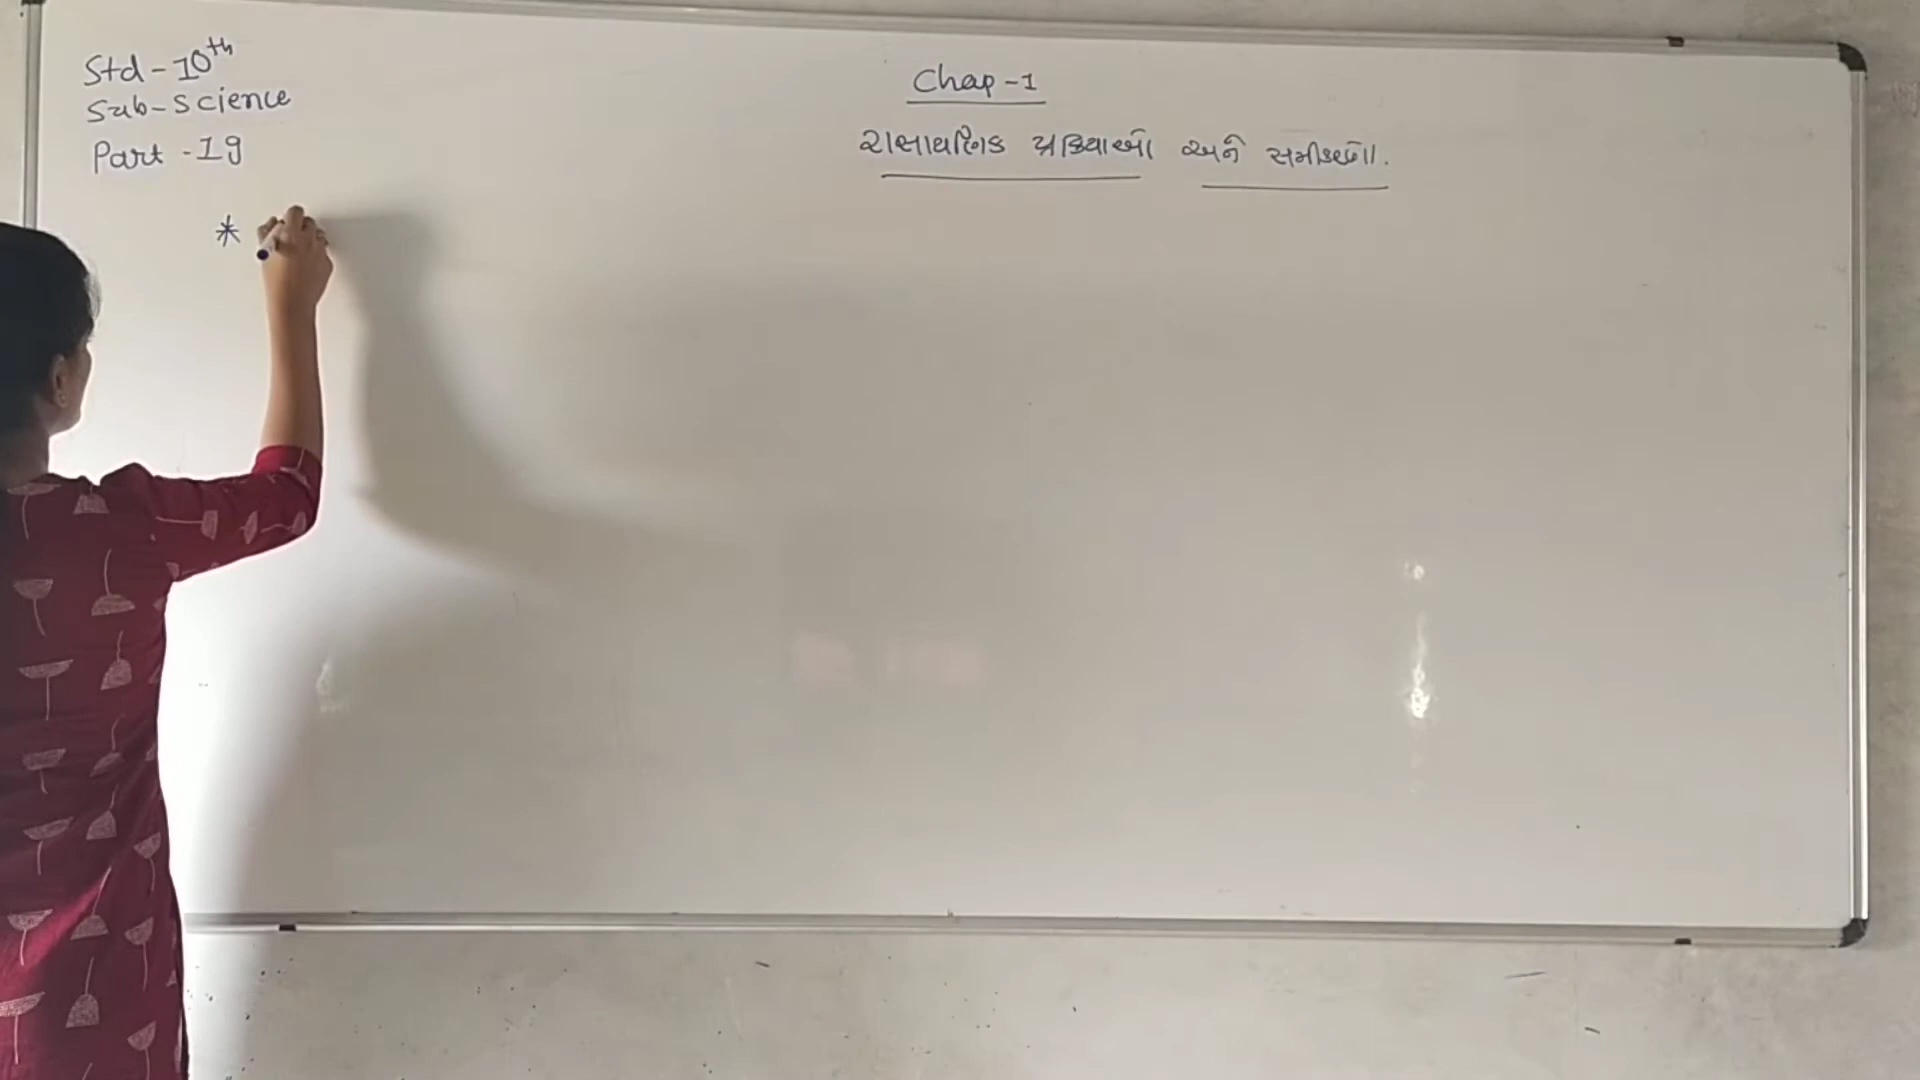 Std - 10th
Sub - Science
Part - 19
Chap - 1
રાસાયણિક પ્રક્રિયાઓ અને સમીકરણો.
*